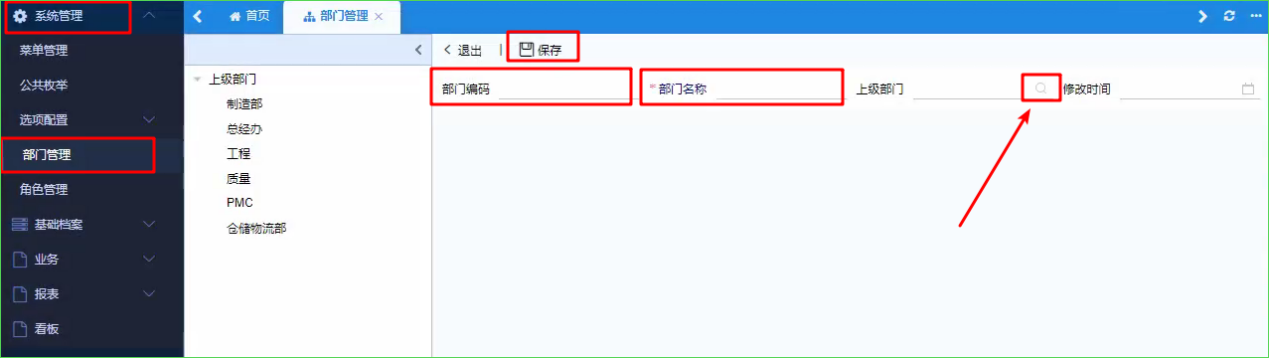 系统管理
首页
部门管理
菜单管理
公共枚举
选项配置
部门管理
角色管理
基础档案
业务
报表
看板
上级部门
制造部
总经办
工程
质量
PMC
仓储物流部
退出 | 保存
部门编码 *部门名称 上级部门 修改时间